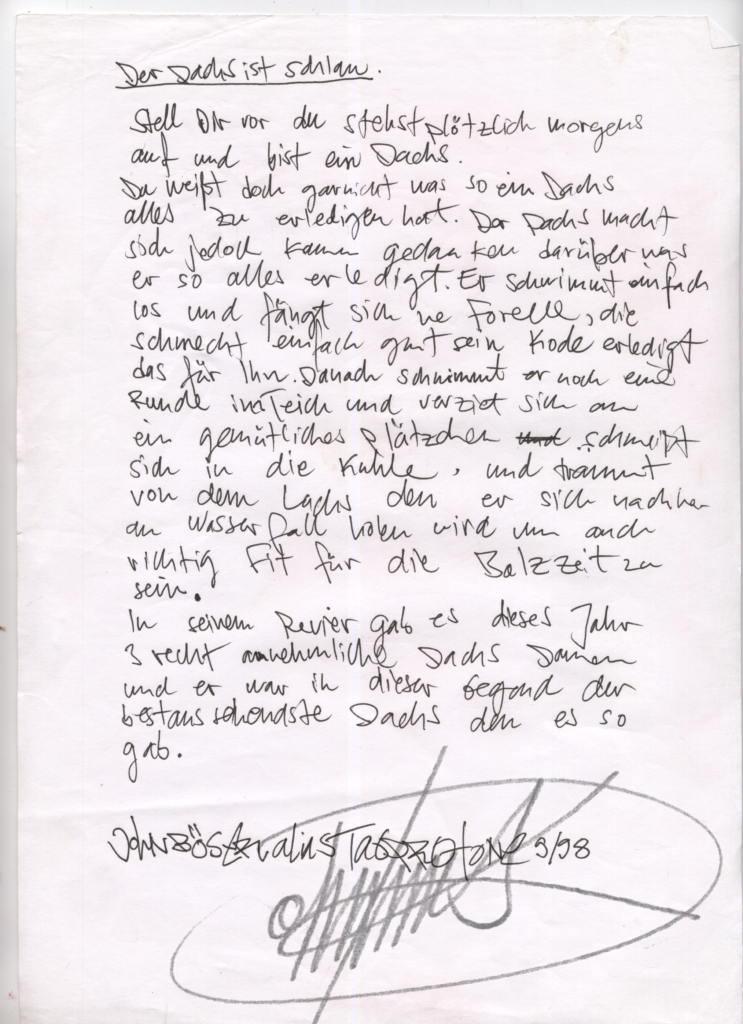 Der Dachs ist schlau.
Stell Dir vor du stehst plötzlich morgens
auf und bist ein Dachs.
Du weißt doch garnicht was so ein Dachs
alles zu erledigen hat. Der Dachs macht
sich jedoch kaum gedanken darüber was
er so alles erledigt. Er schwimmt einfach
los und fängt sich ne Forelle, die
schmeckt einfach gut sein Kode erledigt
das für Ihn. Danach schwimmt er noch eine
Runde im Teich und verziet sich an
ein gemütliches plätzchen schmeißt
sich in die Kuhle, und träumt
von dem Lachs den er sich nachher
am Wasserfall holen wird um auch
richtig Fit für die Balzzeit zu
sein.
In seinem Revier gab es dieses Jahr
3 recht annehmliche Dachs Damen
und er war in dieser Gegend der
bestaussehendste Dachs den es so
gab.
9/98